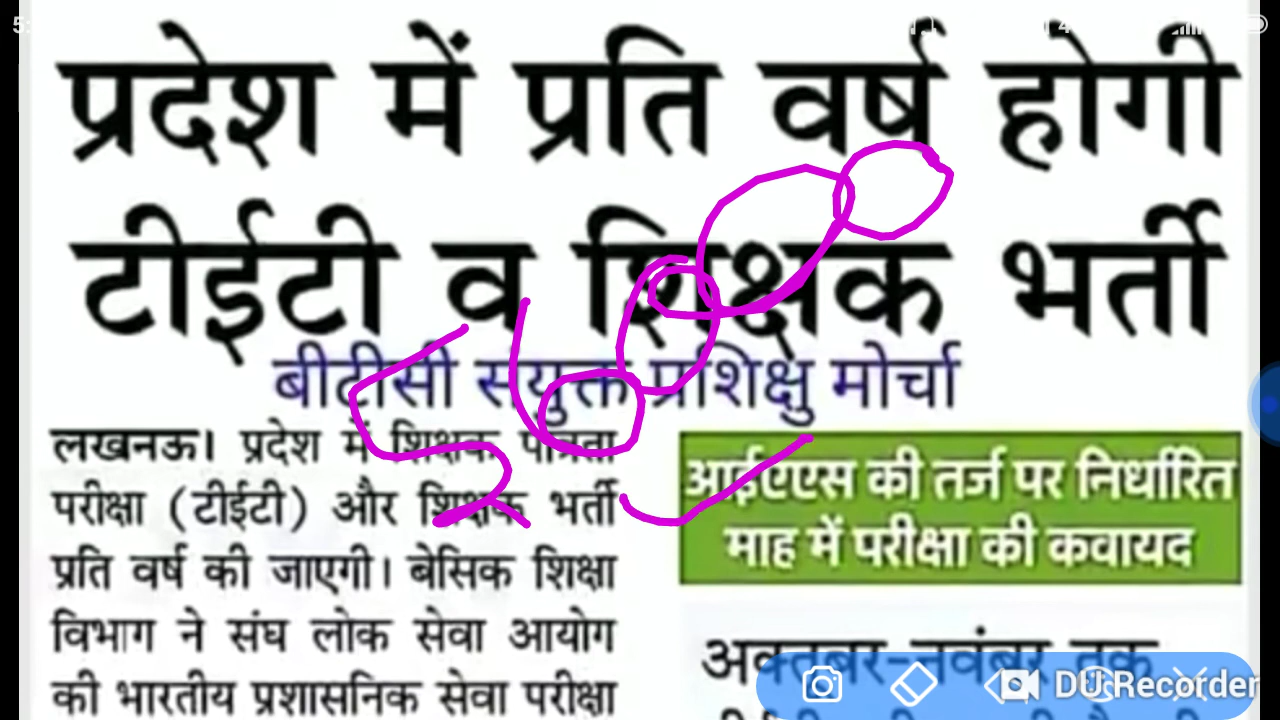 प्रदेश में प्रति वर्ष होगी
टीईटी व शिक्षक भर्ती
बीटीसी सयुक्त प्रशिक्षु मोर्चा
लखनऊ। प्रदेश में शिक्षक पात्रता
परीक्षा (टीईटी) और शिक्षक भर्ती
प्रति वर्ष की जाएगी। बेसिक शिक्षा
विभाग ने संघ लोक सेवा आयोग
की भारतीय प्रशासनिक सेवा परीक्षा
आईएएस की तर्ज पर निर्धारित
माह में परीक्षा की कवायद
अक्तूबर-नवंबर तक
DU Recorder